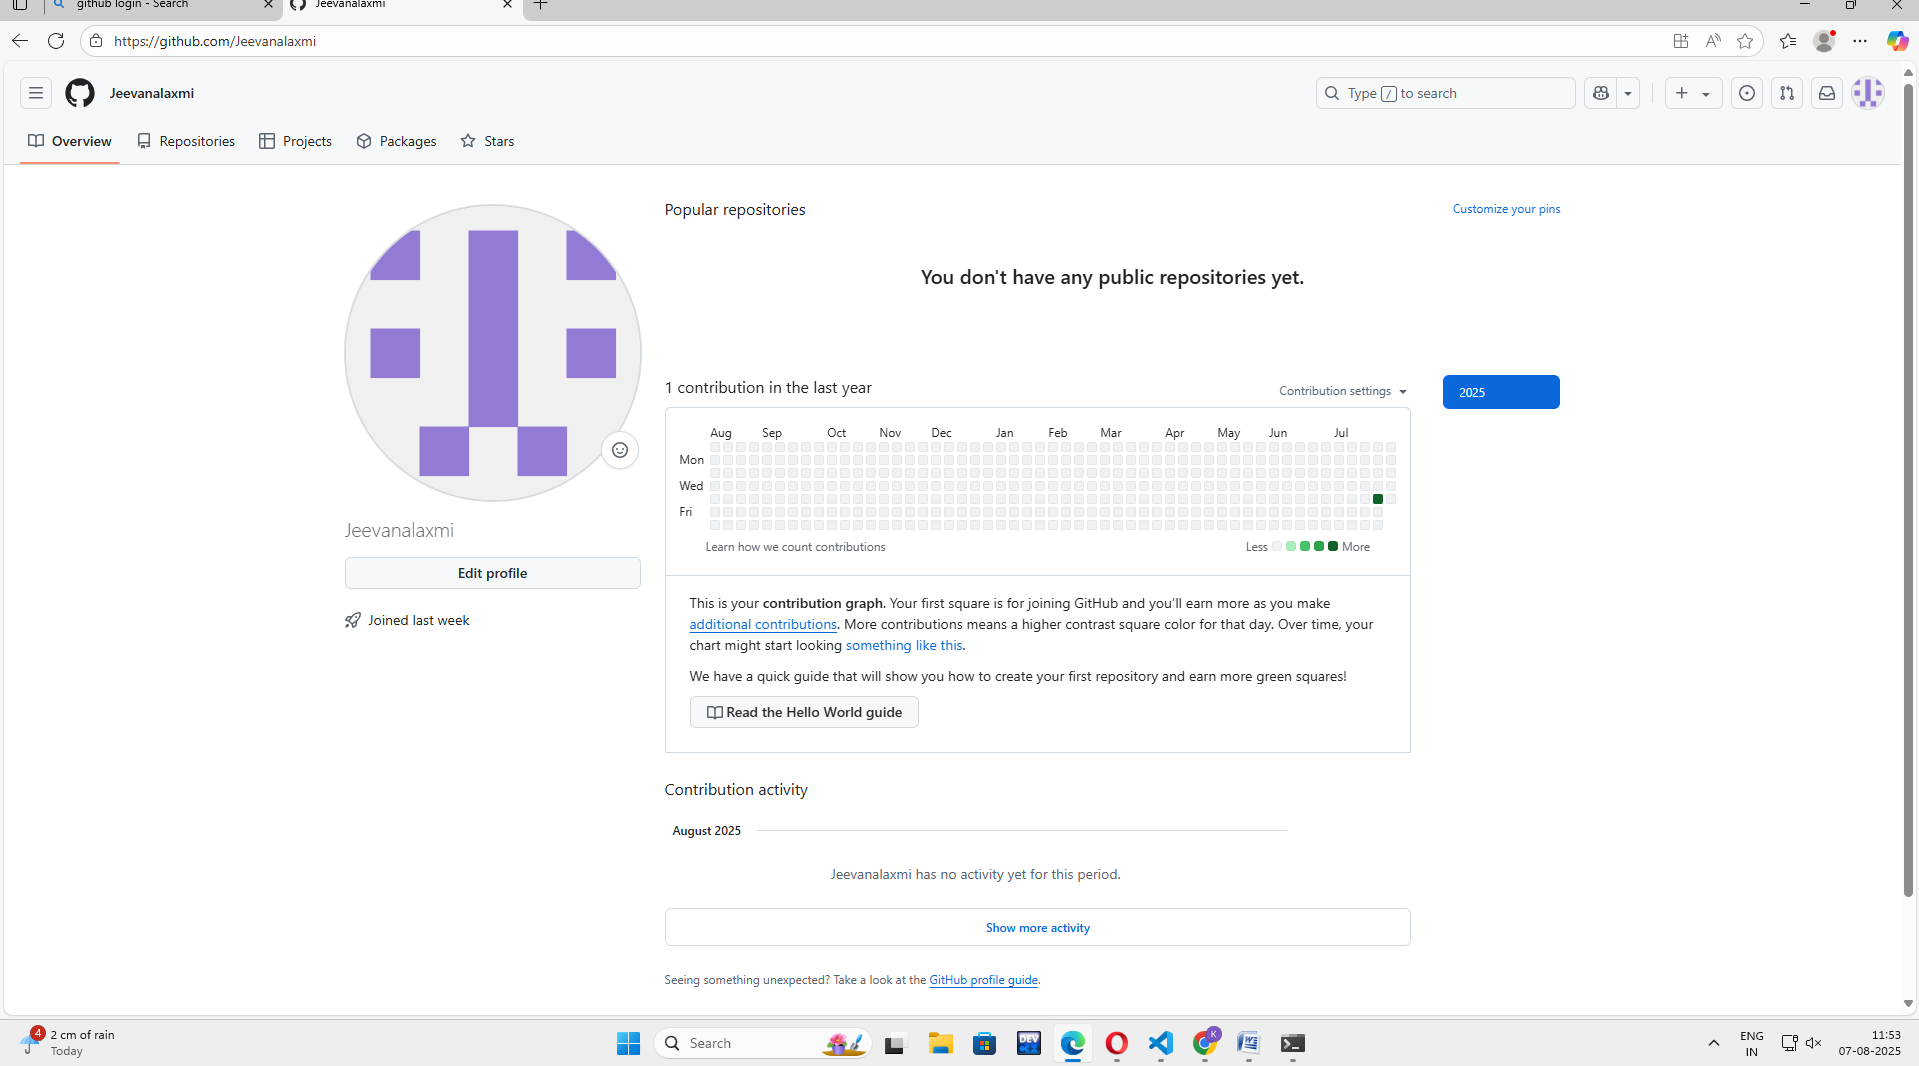 github login - Search
Jeevanalaxmi
https://github.com/Jeevanalaxmi
Jeevanalaxmi
Type / to search
Overview
Repositories
Projects
Packages
Stars
Popular repositories
Customize your pins
You don't have any public repositories yet.
1 contribution in the last year
Contribution settings
2025
Aug Sep Oct Nov Dec Jan Feb Mar Apr May Jun Jul
Mon
Wed
Fri
Learn how we count contributions
Less
More
Jeevanalaxmi
Edit profile
Joined last week
This is your contribution graph. Your first square is for joining GitHub and you’ll earn more as you make
additional contributions. More contributions means a higher contrast square color for that day. Over time, your
chart might start looking something like this.
We have a quick guide that will show you how to create your first repository and earn more green squares!
Read the Hello World guide
Contribution activity
August 2025
Jeevanalaxmi has no activity yet for this period.
Show more activity
Seeing something unexpected? Take a look at the GitHub profile guide.
4
2 cm of rain
Today
Search
DEV
K
ENG
IN
11:53
07-08-2025